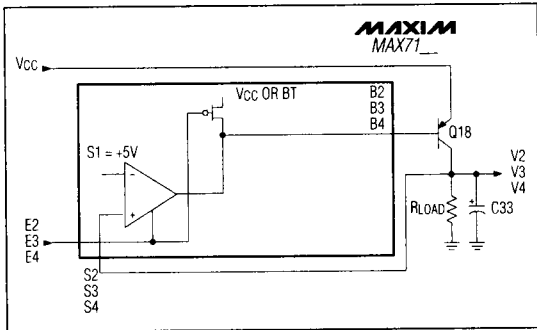 MAXIM
MAX71__
VCC
VCC OR BT
B2
B3
B4
Q18
S1 = +5V
−
+
V2
V3
V4
RLOAD
+
C33
E2
E3
E4
S2
S3
S4